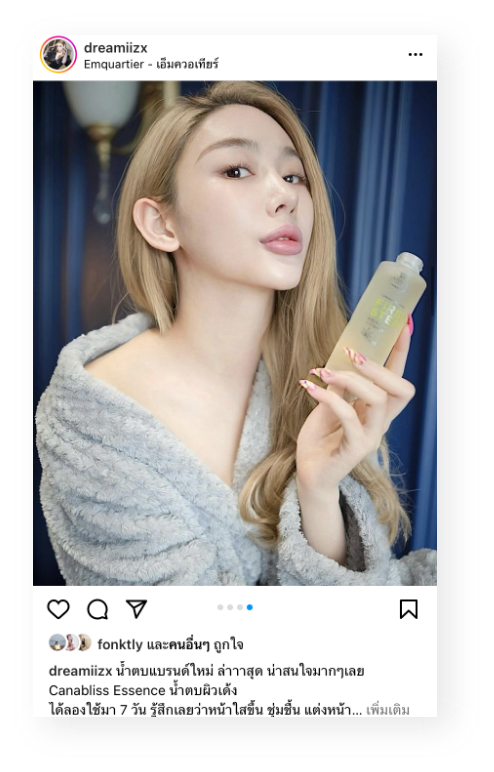 dreamiizx
Emquartier - เอ็มควอเทียร์
fonktly และคนอื่นๆ ถูกใจ
dreamiizx น้ำตบแบรนด์ใหม่ ล่าาาสุด น่าสนใจมากๆเลย
Canabliss Essence น้ำตบผิวเด้ง
ได้ลองใช้มา 7 วัน รู้สึกเลยว่าหน้าใสขึ้น ชุ่มชื้น แต่งหน้า... เพิ่มเติม